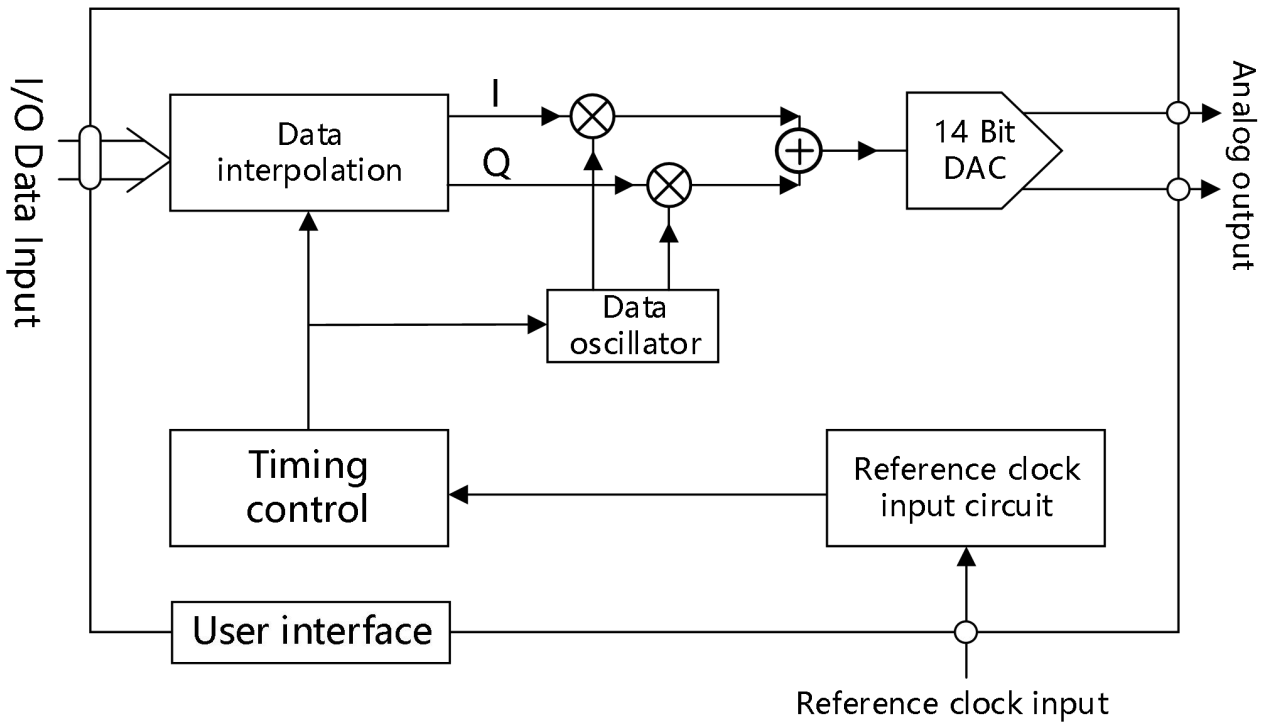 I/O Data Input
Data
interpolation
I
Q
14 Bit
DAC
Analog output
Data
oscillator
Timing
control
Reference clock
input circuit
User interface
Reference clock input